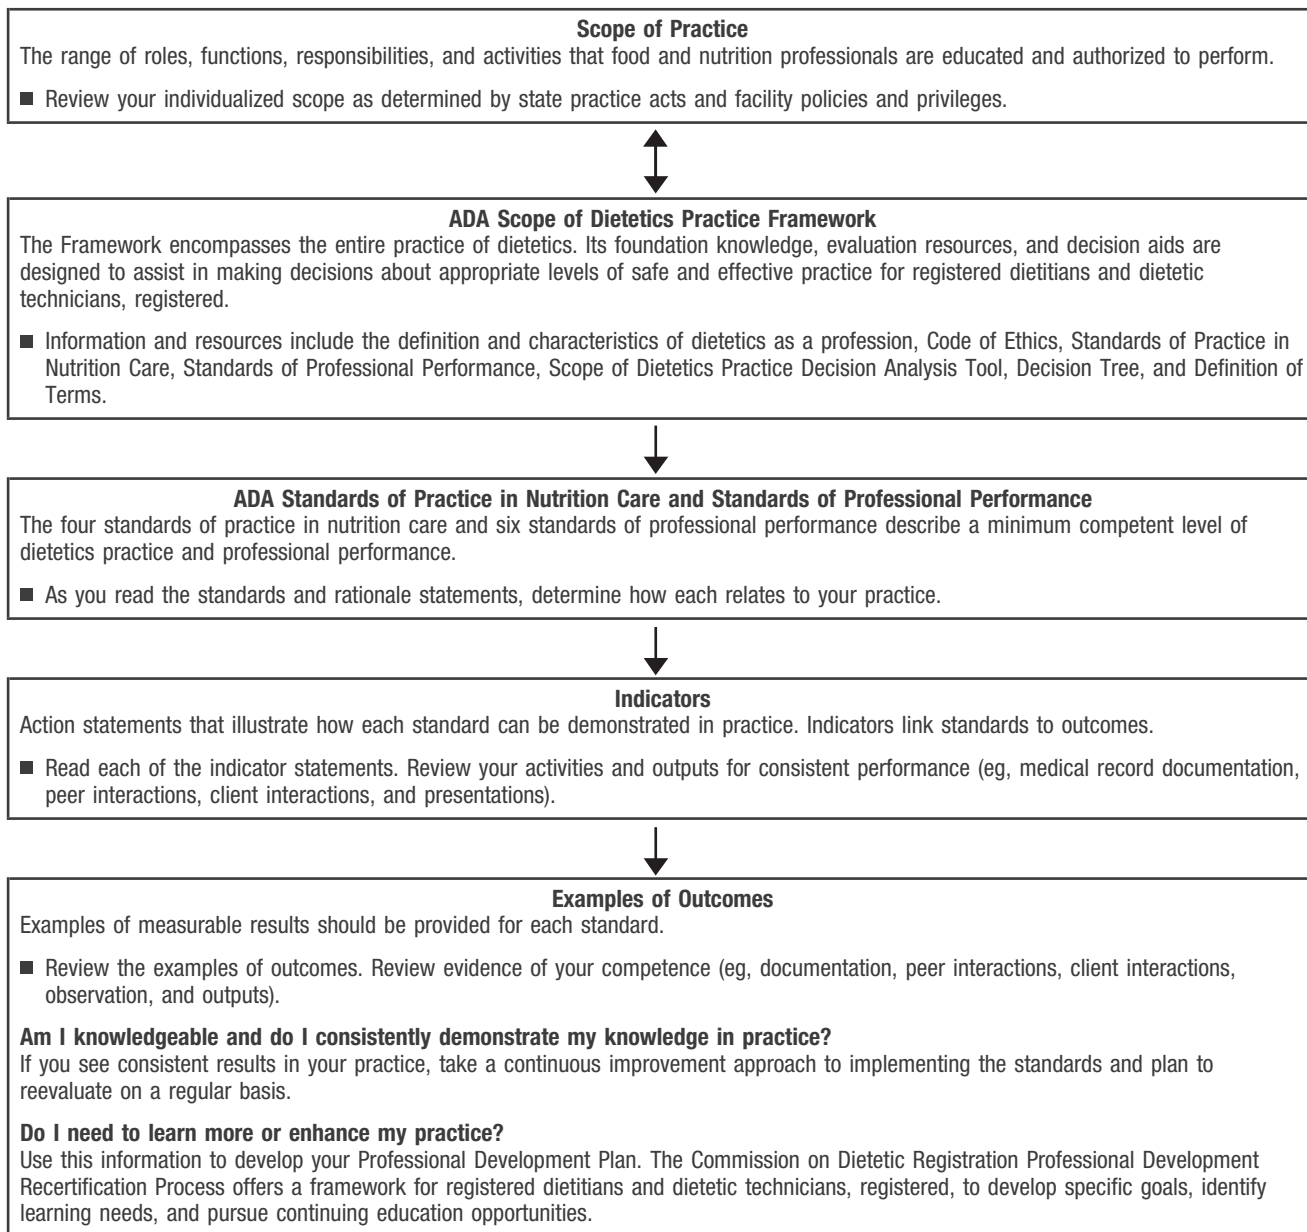 Scope of Practice
The range of roles, functions, responsibilities, and activities that food and nutrition professionals are educated and authorized to perform.
■ Review your individualized scope as determined by state practice acts and facility policies and privileges.
ADA Scope of Dietetics Practice Framework
The Framework encompasses the entire practice of dietetics. Its foundation knowledge, evaluation resources, and decision aids are
designed to assist in making decisions about appropriate levels of safe and effective practice for registered dietitians and dietetic
technicians, registered.
■ Information and resources include the definition and characteristics of dietetics as a profession, Code of Ethics, Standards of Practice in
Nutrition Care, Standards of Professional Performance, Scope of Dietetics Practice Decision Analysis Tool, Decision Tree, and Definition of
Terms.
ADA Standards of Practice in Nutrition Care and Standards of Professional Performance
The four standards of practice in nutrition care and six standards of professional performance describe a minimum competent level of
dietetics practice and professional performance.
■ As you read the standards and rationale statements, determine how each relates to your practice.
Indicators
Action statements that illustrate how each standard can be demonstrated in practice. Indicators link standards to outcomes.
■ Read each of the indicator statements. Review your activities and outputs for consistent performance (eg, medical record documentation,
peer interactions, client interactions, and presentations).
Examples of Outcomes
Examples of measurable results should be provided for each standard.
■ Review the examples of outcomes. Review evidence of your competence (eg, documentation, peer interactions, client interactions,
observation, and outputs).
Am I knowledgeable and do I consistently demonstrate my knowledge in practice?
If you see consistent results in your practice, take a continuous improvement approach to implementing the standards and plan to
reevaluate on a regular basis.
Do I need to learn more or enhance my practice?
Use this information to develop your Professional Development Plan. The Commission on Dietetic Registration Professional Development
Recertification Process offers a framework for registered dietitians and dietetic technicians, registered, to develop specific goals, identify
learning needs, and pursue continuing education opportunities.